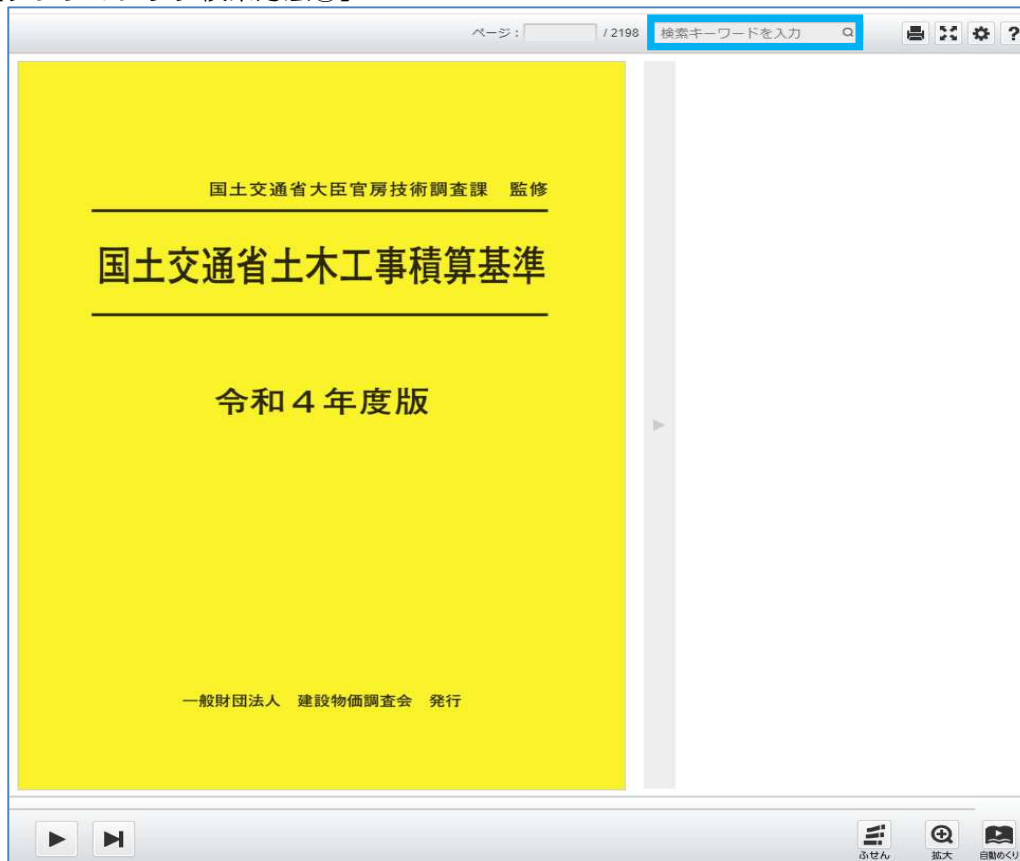 ページ： / 2198 検索キーワードを入力 ?
国土交通省大臣官房技術調査課　監修
国土交通省土木工事積算基準
令和４年度版
一般財団法人　建設物価調査会　発行
ふせん 拡大 自動めくり